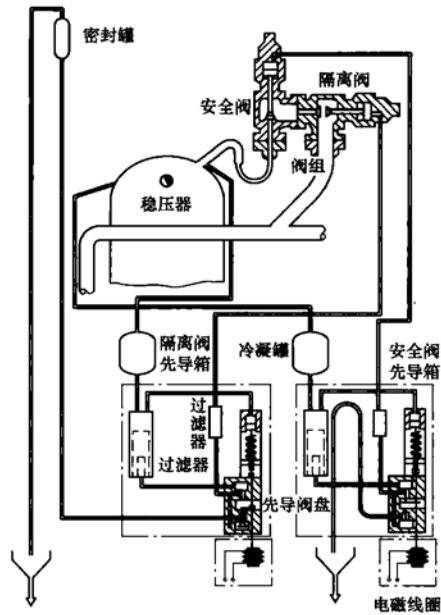 密封罐
隔离阀
安全阀
阀组
稳压器
隔离阀
先导箱
冷凝罐
安全阀
先导箱
过滤器
过滤器
先导阀盘
电磁线圈